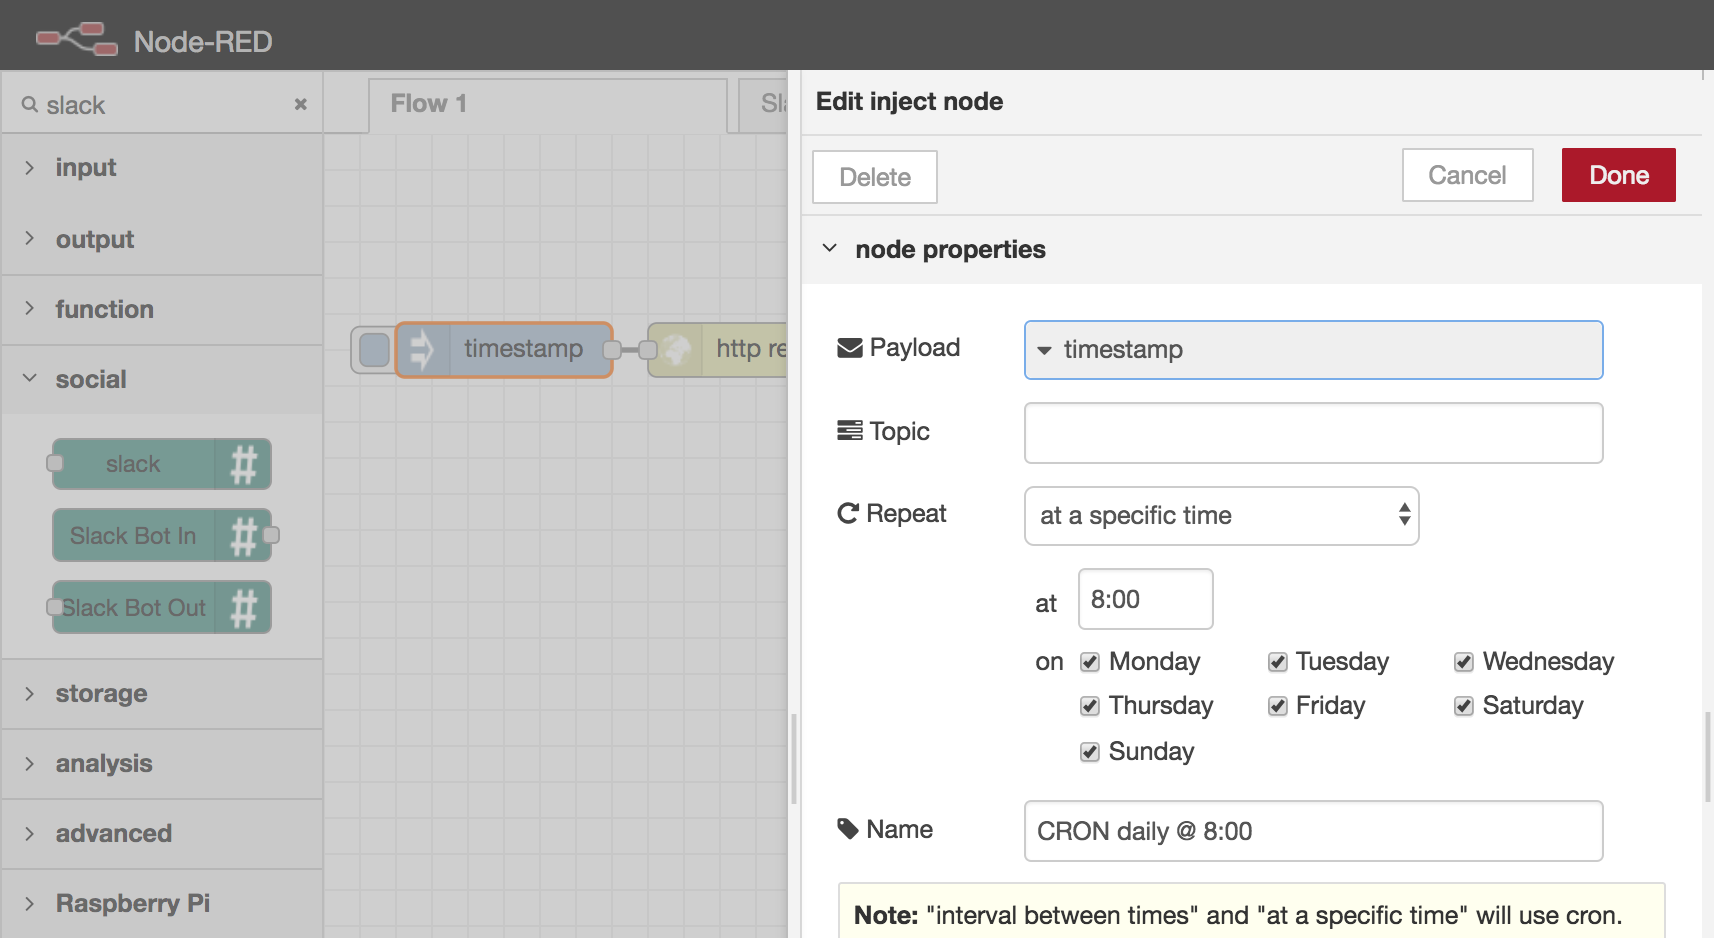 Node-RED
slack
input
output
function
social
slack
Slack Bot In
Slack Bot Out
storage
analysis
advanced
Raspberry Pi
Flow 1
timestamp
Edit inject node
Delete Cancel Done
node properties
Payload timestamp
Topic
Repeat at a specific time
at 8:00
on Monday Tuesday Wednesday
Thursday Friday Saturday
Sunday
Name CRON daily @ 8:00
Note: "interval between times" and "at a specific time" will use cron.